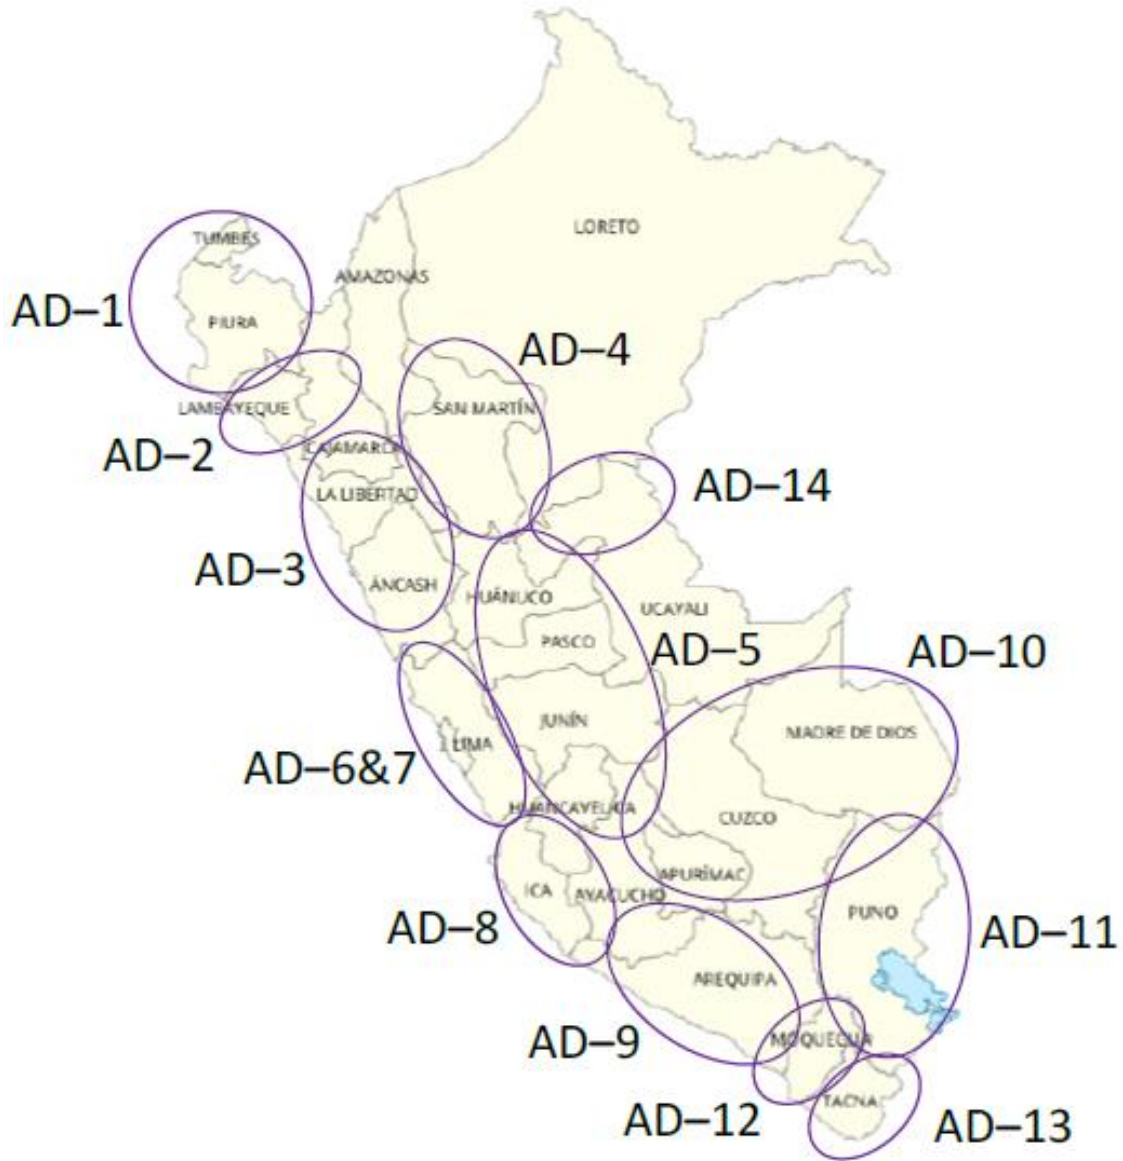 LORETO
TUMBES
AMAZONAS
AD–1
PIURA
AD–4
SAN MARTÍN
LAMBAYEQUE
CAJAMARCA
AD–2
AD–14
LA LIBERTAD
AD–3
ÁNCASH
HUÁNUCO
UCAYALI
PASCO
AD–5
AD–10
JUNÍN
MADRE DE DIOS
LIMA
AD–6&7
HUANCAVELICA
CUZCO
APURÍMAC
ICA
AYACUCHO
PUNO
AD–8
AD–11
AREQUIPA
AD–9
MOQUEGUA
TACNA
AD–12
AD–13